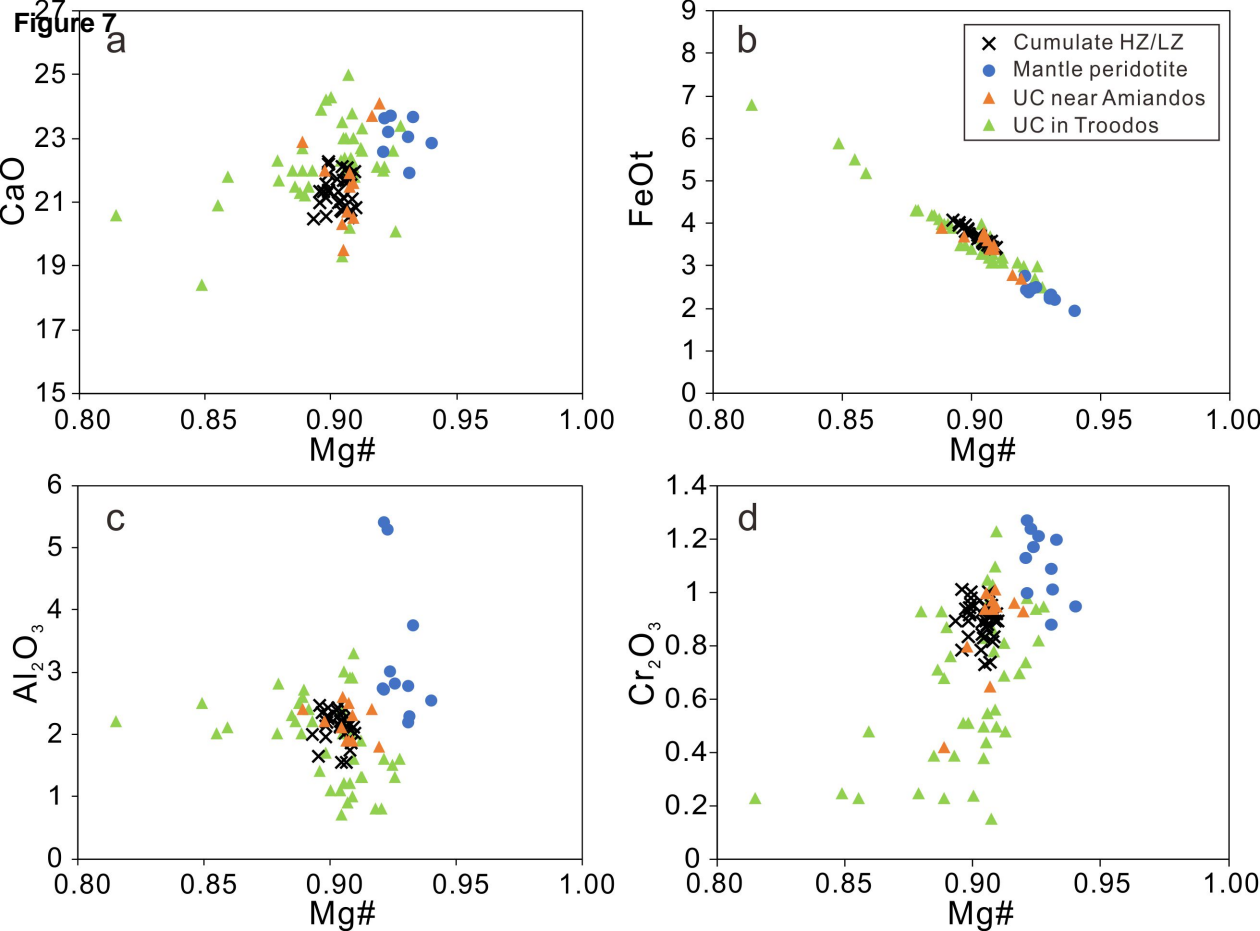 Figure 7
a
27
25
23
21
19
17
15
CaO
0.80 0.85 0.90 0.95 1.00
Mg#
b
9
8
7
6
5
4
3
2
1
0
FeOt
0.80 0.85 0.90 0.95 1.00
Mg#
Cumulate HZ/LZ
Mantle peridotite
UC near Amiandos
UC in Troodos
c
6
5
4
3
2
1
0
Al₂O₃
0.80 0.85 0.90 0.95 1.00
Mg#
d
1.4
1.2
1
0.8
0.6
0.4
0.2
0
Cr₂O₃
0.80 0.85 0.90 0.95 1.00
Mg#